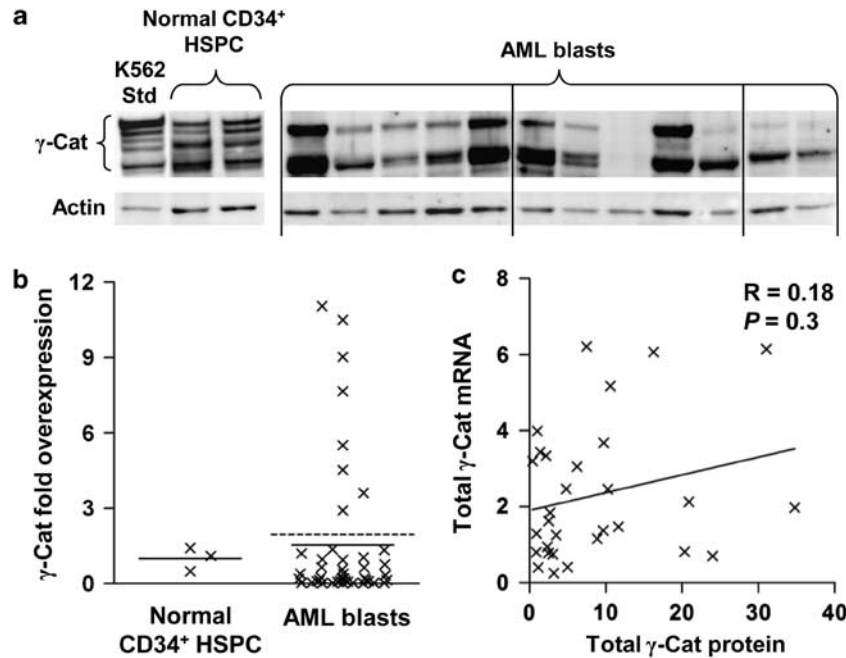 a
Normal CD34⁺
HSPC
K562
Std
AML blasts
γ-Cat
Actin
b
γ-Cat fold overexpression
12
9
6
3
0
Normal
CD34⁺ HSPC
AML blasts
c
R = 0.18
P = 0.3
Total γ-Cat mRNA
8
6
4
2
0
0
10
20
30
40
Total γ-Cat protein